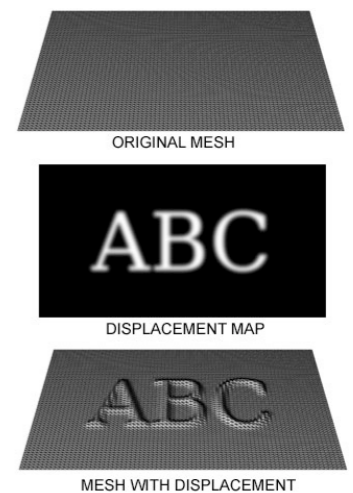 ORIGINAL MESH
ABC
DISPLACEMENT MAP
ABC
MESH WITH DISPLACEMENT